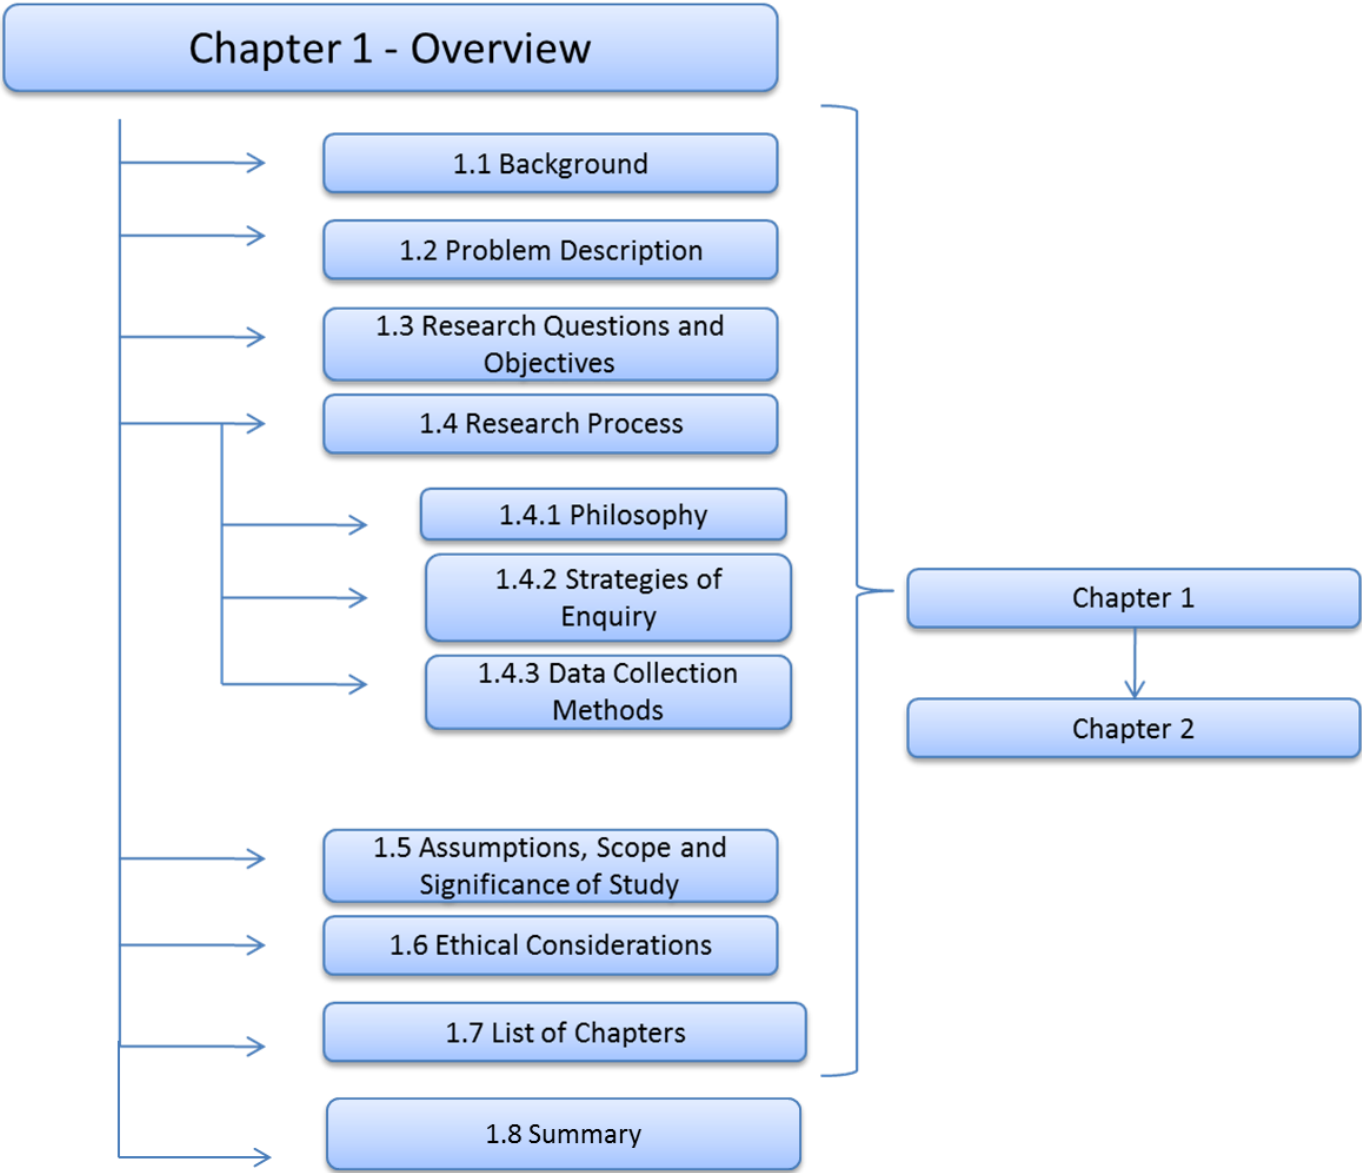 Chapter 1 - Overview
1.1 Background
1.2 Problem Description
1.3 Research Questions and
Objectives
1.4 Research Process
1.4.1 Philosophy
1.4.2 Strategies of
Enquiry
1.4.3 Data Collection
Methods
1.5 Assumptions, Scope and
Significance of Study
1.6 Ethical Considerations
1.7 List of Chapters
1.8 Summary
Chapter 1
Chapter 2